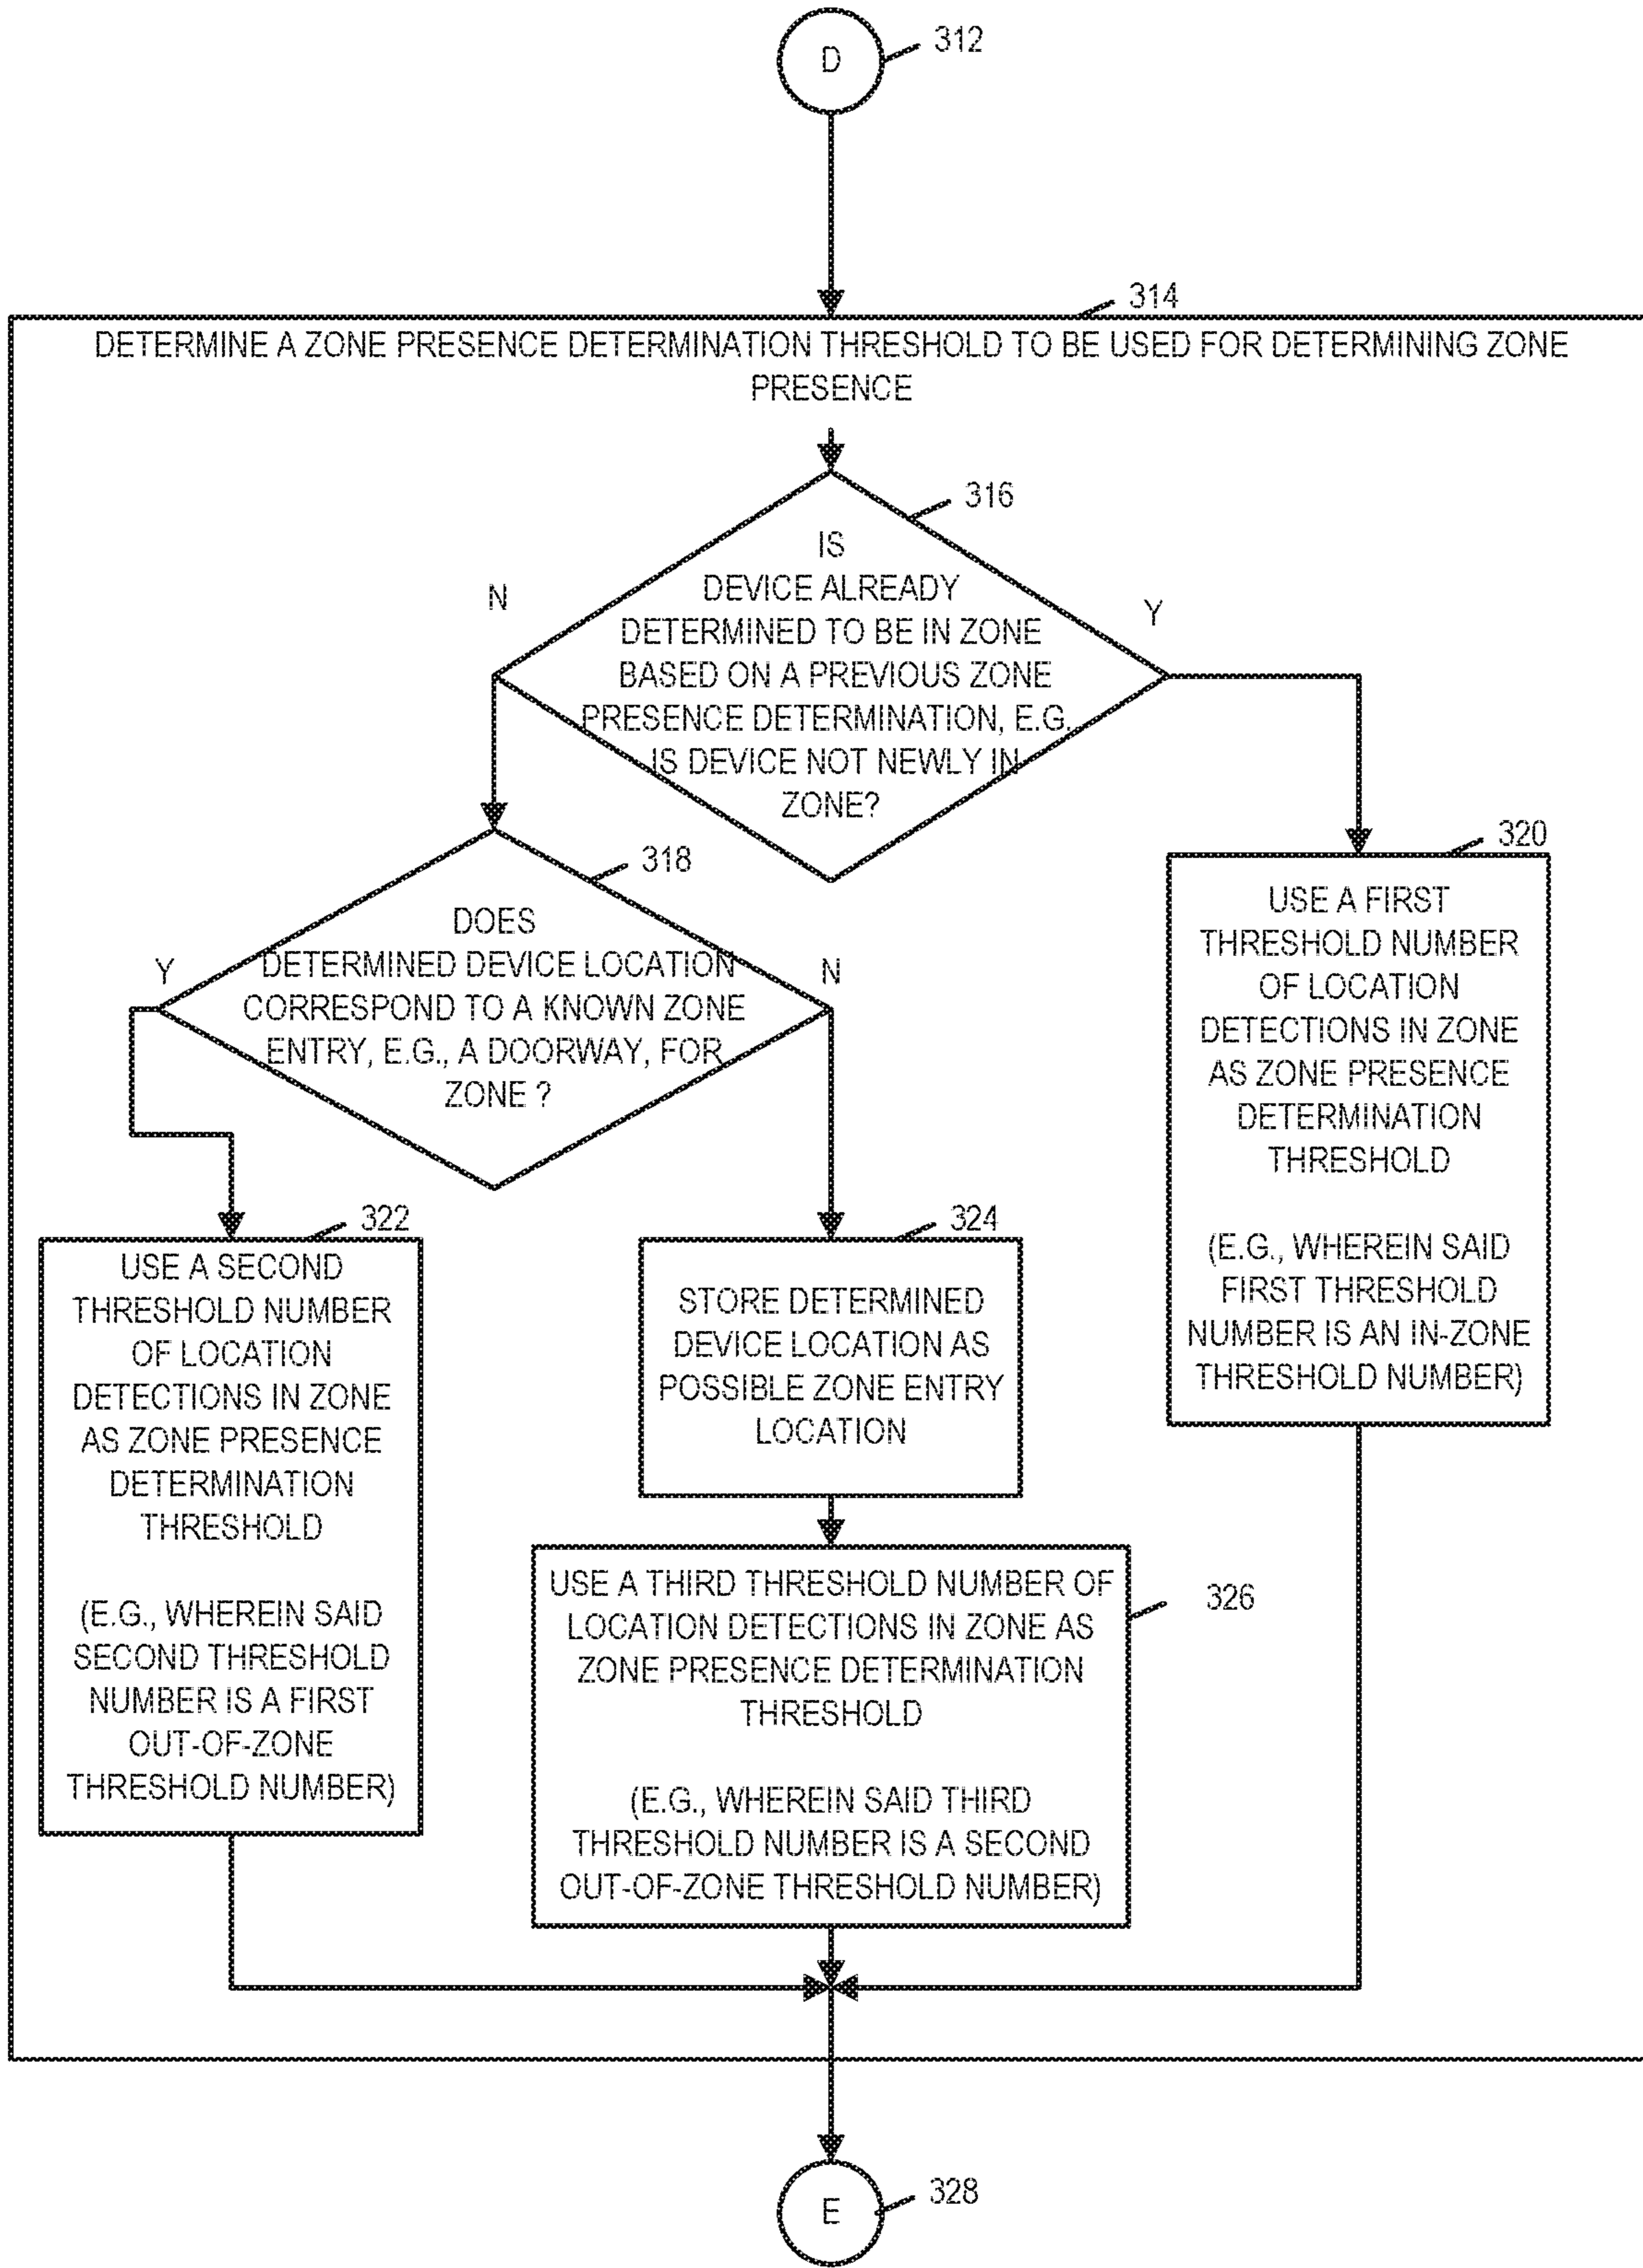 D
312
314
DETERMINE A ZONE PRESENCE DETERMINATION THRESHOLD TO BE USED FOR DETERMINING ZONE
PRESENCE
316
IS
DEVICE ALREADY
DETERMINED TO BE IN ZONE
BASED ON A PREVIOUS ZONE
PRESENCE DETERMINATION, E.G.
IS DEVICE NOT NEWLY IN
ZONE?
N
Y
318
DOES
DETERMINED DEVICE LOCATION
CORRESPOND TO A KNOWN ZONE
ENTRY, E.G., A DOORWAY, FOR
ZONE ?
Y
N
320
USE A FIRST
THRESHOLD NUMBER
OF LOCATION
DETECTIONS IN ZONE
AS ZONE PRESENCE
DETERMINATION
THRESHOLD
(E.G., WHEREIN SAID
FIRST THRESHOLD
NUMBER IS AN IN-ZONE
THRESHOLD NUMBER)
322
USE A SECOND
THRESHOLD NUMBER
OF LOCATION
DETECTIONS IN ZONE
AS ZONE PRESENCE
DETERMINATION
THRESHOLD
(E.G., WHEREIN SAID
SECOND THRESHOLD
NUMBER IS A FIRST
OUT-OF-ZONE
THRESHOLD NUMBER)
324
STORE DETERMINED
DEVICE LOCATION AS
POSSIBLE ZONE ENTRY
LOCATION
326
USE A THIRD THRESHOLD NUMBER OF
LOCATION DETECTIONS IN ZONE AS
ZONE PRESENCE DETERMINATION
THRESHOLD
(E.G., WHEREIN SAID THIRD
THRESHOLD NUMBER IS A SECOND
OUT-OF-ZONE THRESHOLD NUMBER)
E
328